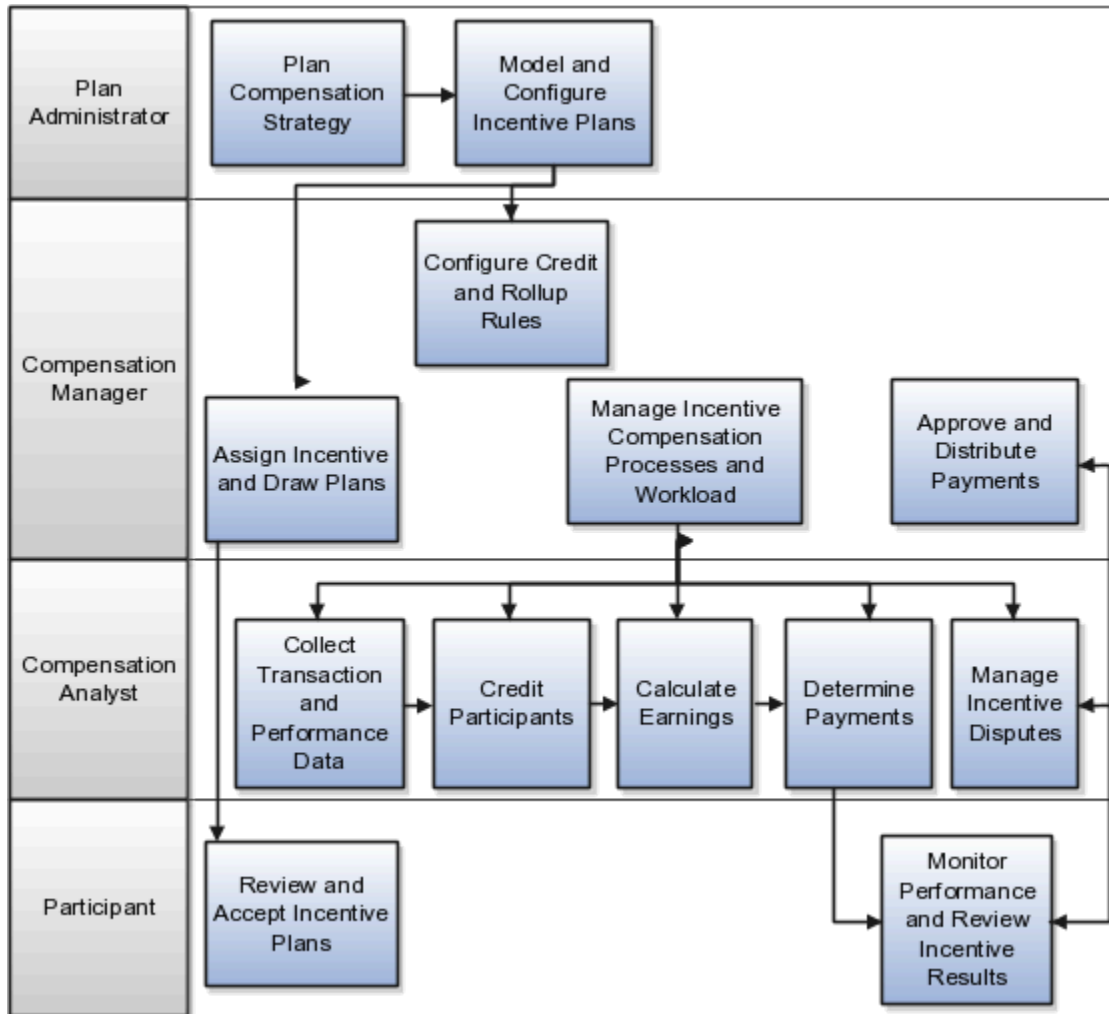 Plan
Administrator
Plan
Compensation
Strategy
Model and
Configure
Incentive Plans
Compensation
Manager
Configure Credit
and Rollup
Rules
Assign Incentive
and Draw Plans
Manage Incentive
Compensation
Processes and
Workload
Approve and
Distribute
Payments
Compensation
Analyst
Collect
Transaction
and
Performance
Data
Credit
Participants
Calculate
Earnings
Determine
Payments
Manage
Incentive
Disputes
Participant
Review and
Accept Incentive
Plans
Monitor
Performance
and Review
Incentive
Results